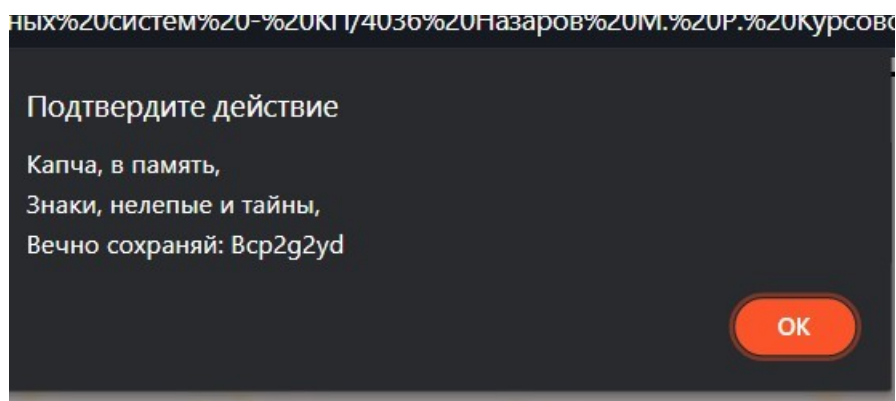 ных%20систем%20-%20КП/4036%20Назаров%20М.%20Р.%20Курсово
Подтвердите действие
Капча, в память,
Знаки, нелепые и тайны,
Вечно сохраняй: Bcp2g2yd
ОК